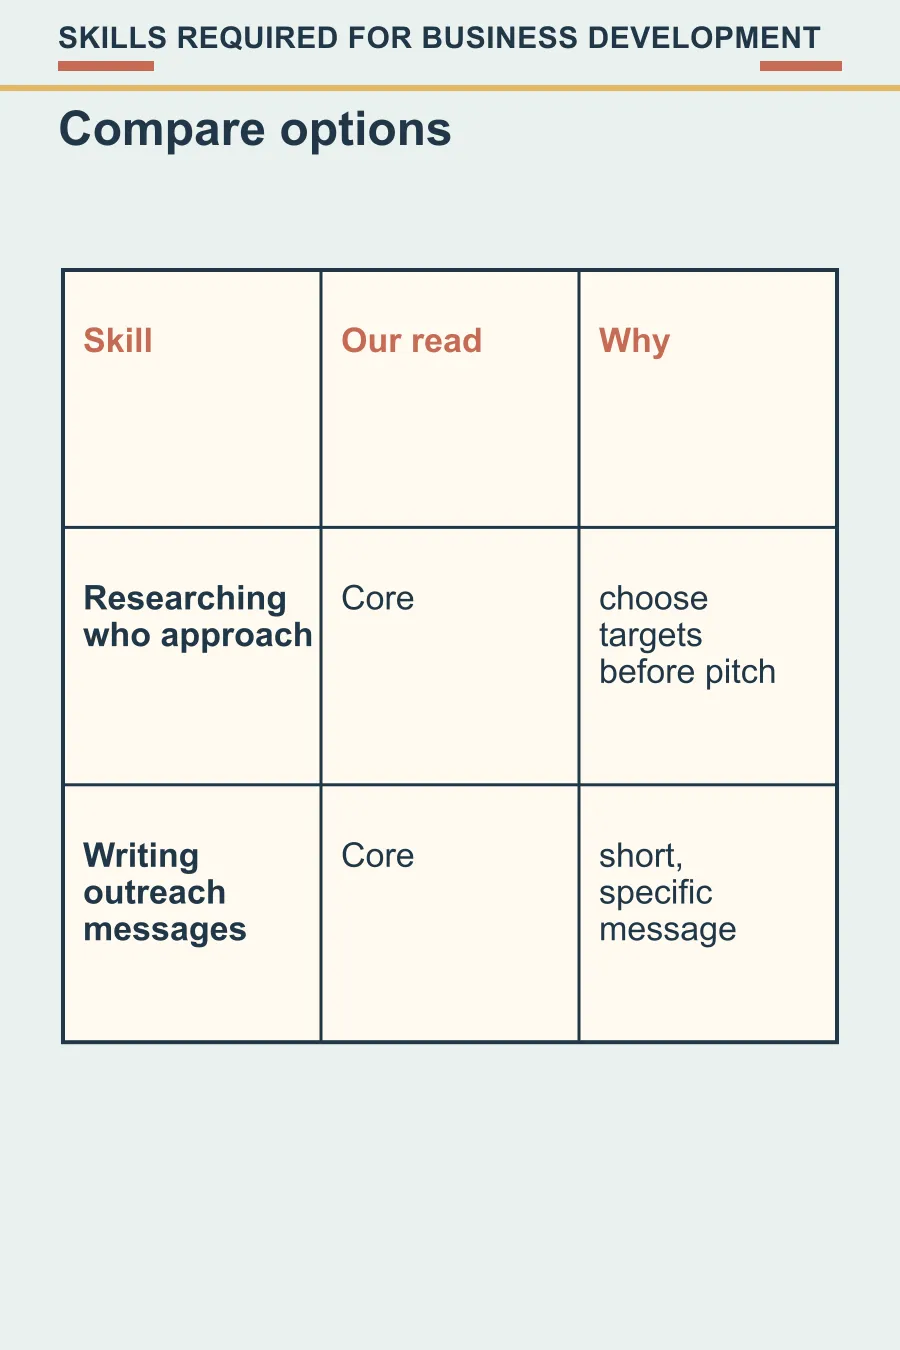 SKILLS REQUIRED FOR BUSINESS DEVELOPMENT
Compare options
Skill
Our read
Why
Researching
who approach
Core
choose
targets
before pitch
Writing
outreach
messages
Core
short,
specific
message